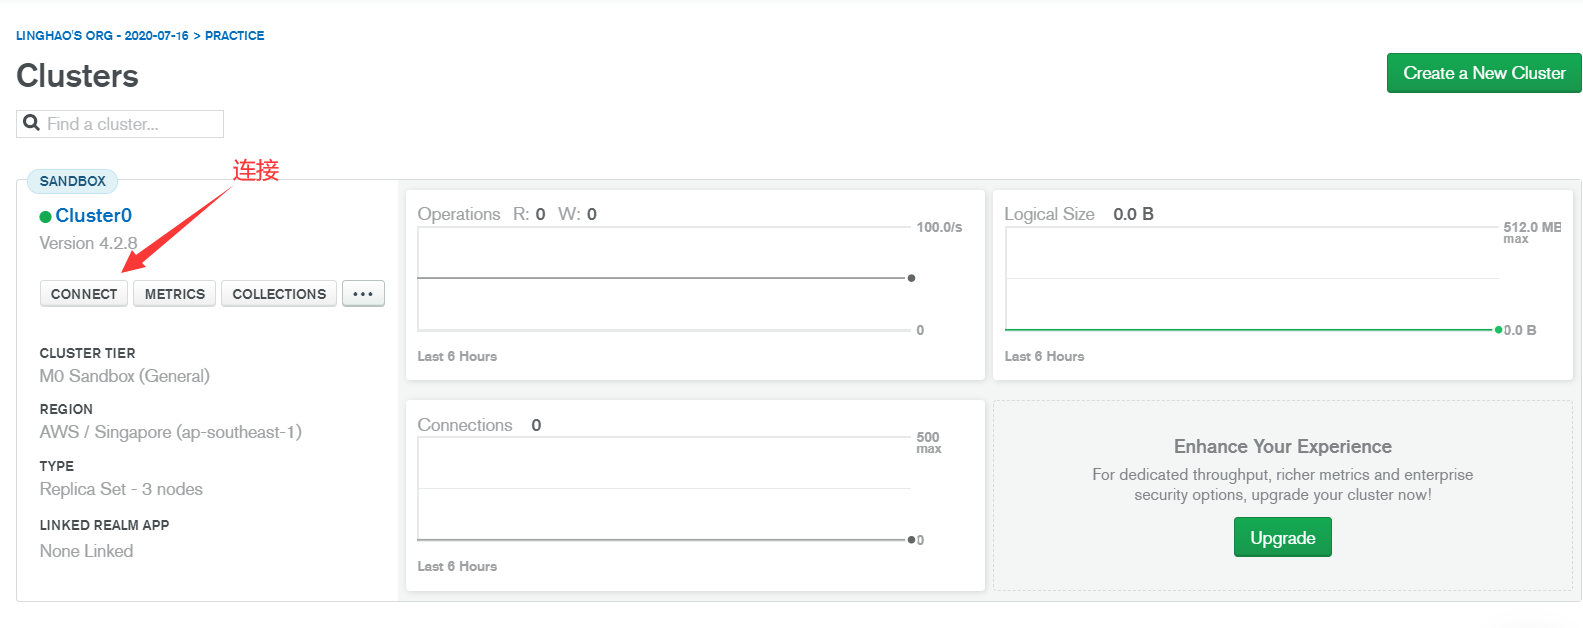 LINGHAO'S ORG - 2020-07-16 > PRACTICE
Clusters
Create a New Cluster
Find a cluster...
连接
SANDBOX
Cluster0
Version 4.2.8
CONNECT
METRICS
COLLECTIONS
...
CLUSTER TIER
M0 Sandbox (General)
REGION
AWS / Singapore (ap-southeast-1)
TYPE
Replica Set - 3 nodes
LINKED REALM APP
None Linked
Operations R: 0 W: 0
100.0/s
0
Last 6 Hours
Logical Size 0.0 B
512.0 MB
max
0.0 B
Last 6 Hours
Connections 0
500
max
0
Last 6 Hours
Enhance Your Experience
For dedicated throughput, richer metrics and enterprise
security options, upgrade your cluster now!
Upgrade